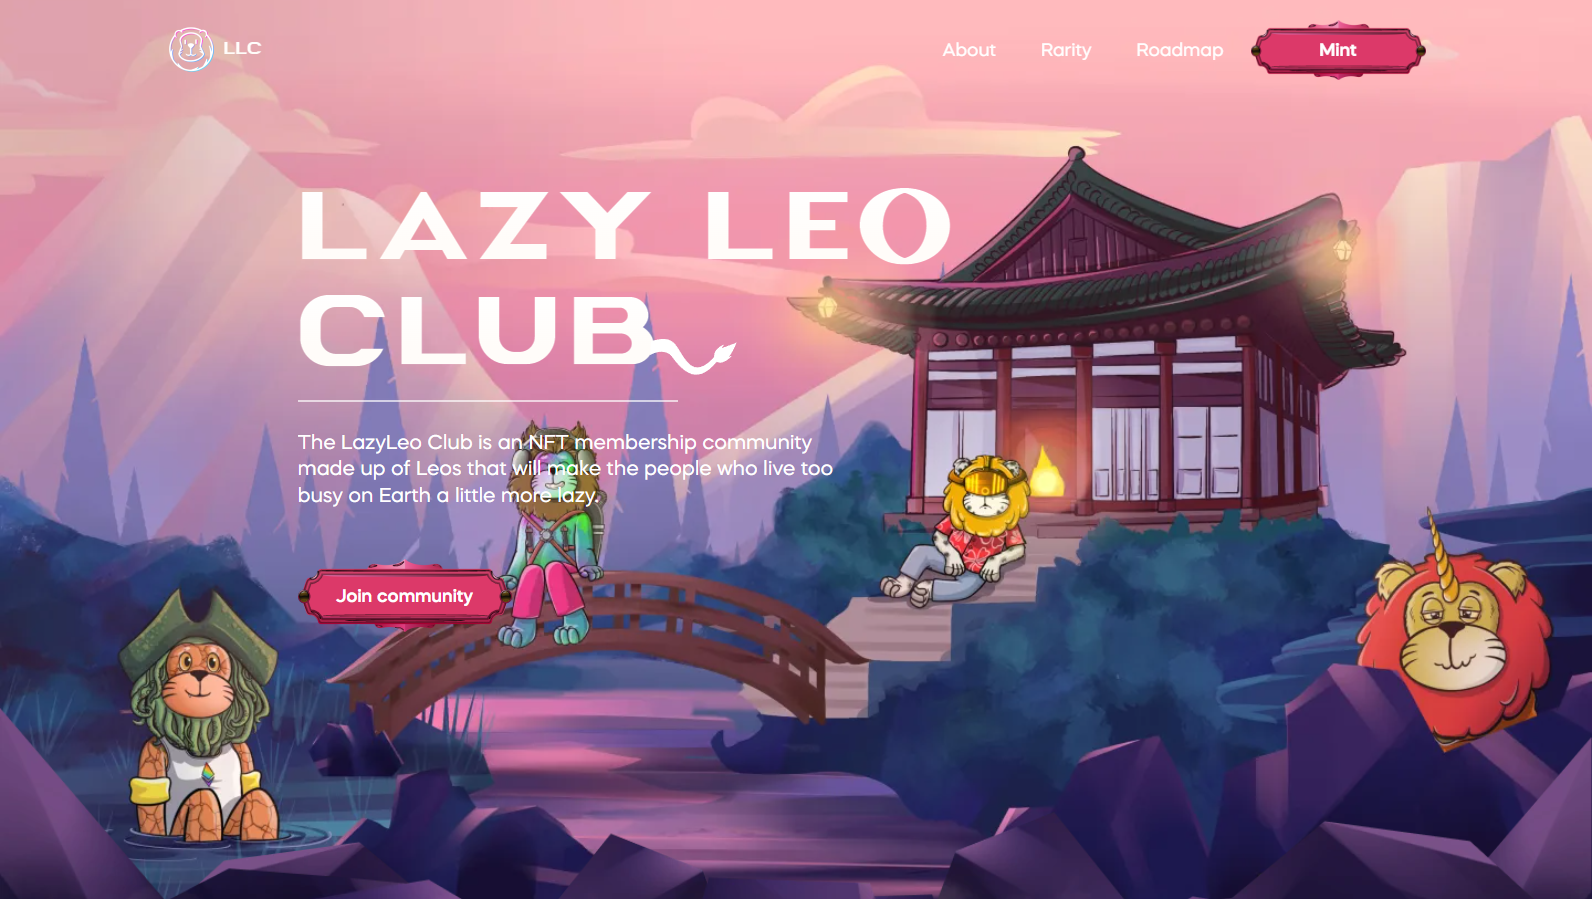 LLC
About
Rarity
Roadmap
Mint
LAZY LEO
CLUB
The LazyLeo Club is an NFT membership community
made up of Leos that will make the people who live too
busy on Earth a little more lazy.
Join community